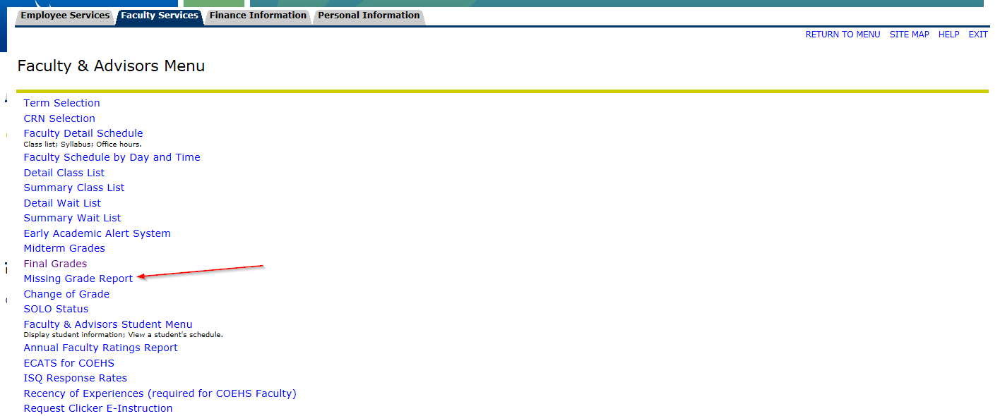 Employee Services Faculty Services Finance Information Personal Information
RETURN TO MENU SITE MAP HELP EXIT
Faculty & Advisors Menu
Term Selection
CRN Selection
Faculty Detail Schedule
Class list; Syllabus; Office hours.
Faculty Schedule by Day and Time
Detail Class List
Summary Class List
Detail Wait List
Summary Wait List
Early Academic Alert System
Midterm Grades
Final Grades
Missing Grade Report
Change of Grade
SOLO Status
Faculty & Advisors Student Menu
Display student information; View a student's schedule.
Annual Faculty Ratings Report
ECATS for COEHS
ISQ Response Rates
Recency of Experiences (required for COEHS Faculty)
Request Clicker E-Instruction